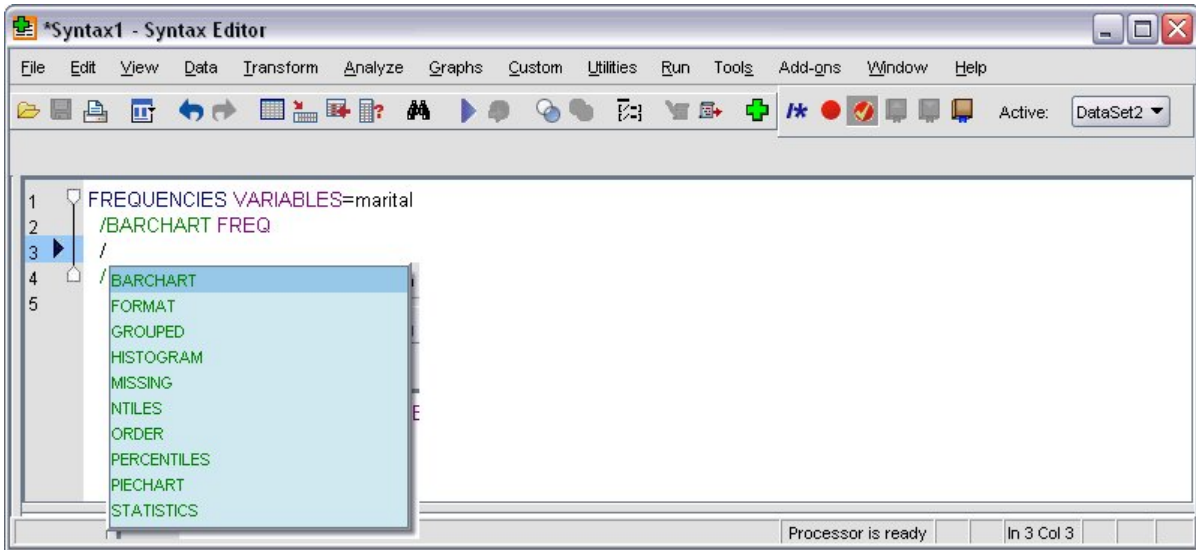 *Syntax1 - Syntax Editor
File Edit View Data Transform Analyze Graphs Custom Utilities Run Tools Add-ons Window Help
Active: DataSet2
1 FREQUENCIES VARIABLES=marital
2 /BARCHART FREQ
3 /
4 /
5
BARCHART
FORMAT
GROUPED
HISTOGRAM
MISSING
NTILES
ORDER
PERCENTILES
PIECHART
STATISTICS
E
Processor is ready In 3 Col 3